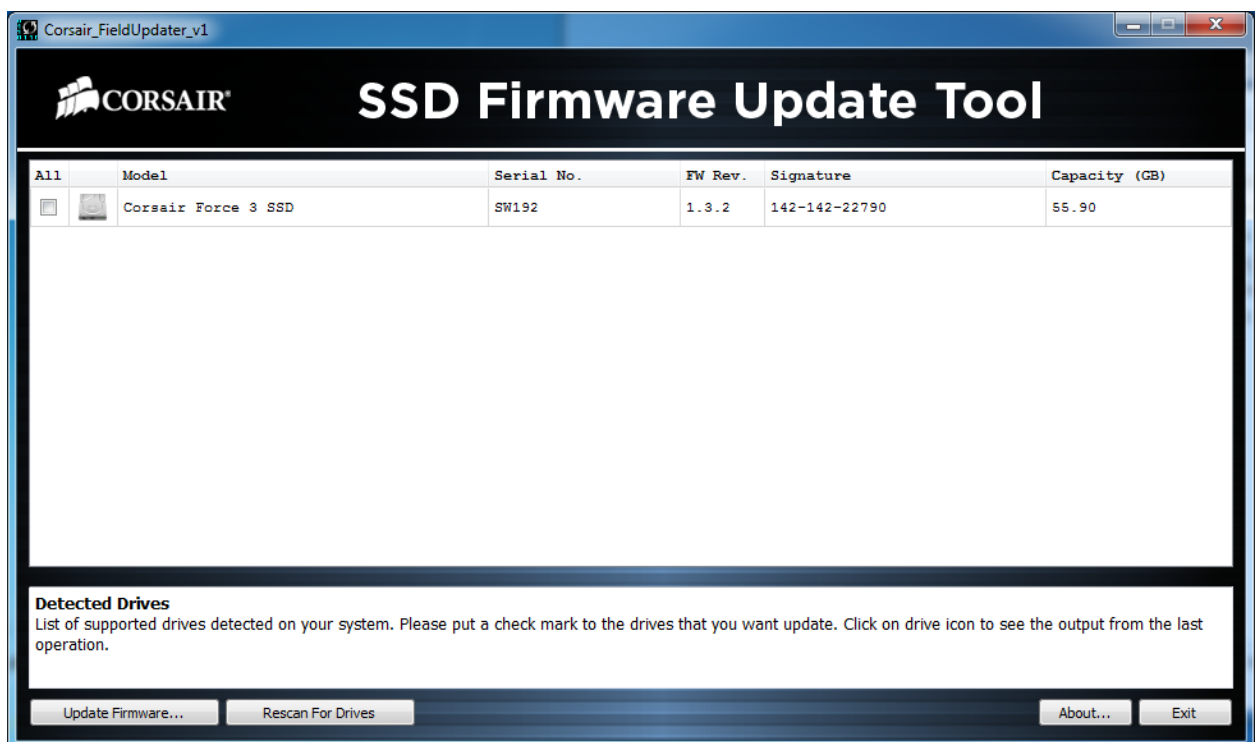 Corsair_FieldUpdater_v1
CORSAIR®
SSD Firmware Update Tool
All Model Serial No. FW Rev. Signature Capacity (GB)
Corsair Force 3 SSD SW192 1.3.2 142-142-22790 55.90
Detected Drives
List of supported drives detected on your system. Please put a check mark to the drives that you want update. Click on drive icon to see the output from the last
operation.
Update Firmware... Rescan For Drives About... Exit